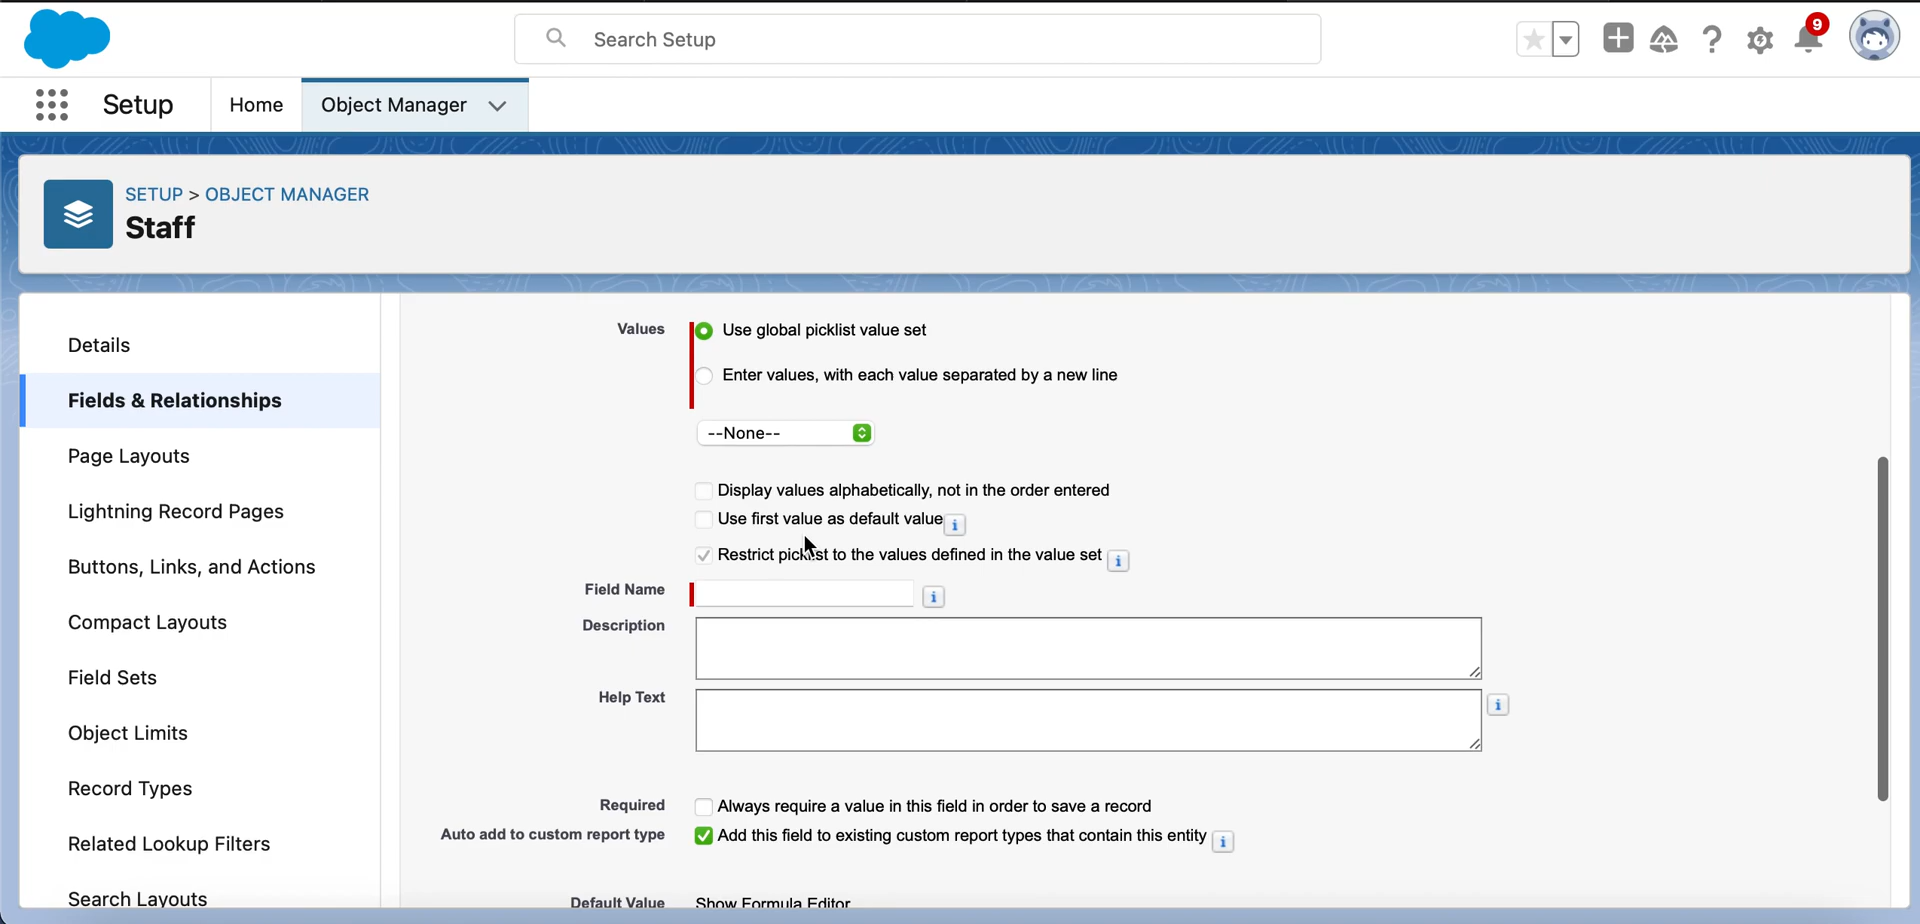 Search Setup
9
Setup
Home
Object Manager
SETUP > OBJECT MANAGER
Staff
Details
Fields & Relationships
Page Layouts
Lightning Record Pages
Buttons, Links, and Actions
Compact Layouts
Field Sets
Object Limits
Record Types
Related Lookup Filters
Search Layouts
Values
Use global picklist value set
Enter values, with each value separated by a new line
--None--
Display values alphabetically, not in the order entered
Use first value as default value
i
Restrict picklist to the values defined in the value set
i
Field Name
i
Description
Help Text
i
Required
Always require a value in this field in order to save a record
Auto add to custom report type
Add this field to existing custom report types that contain this entity
i
Default Value
Show Formula Editor